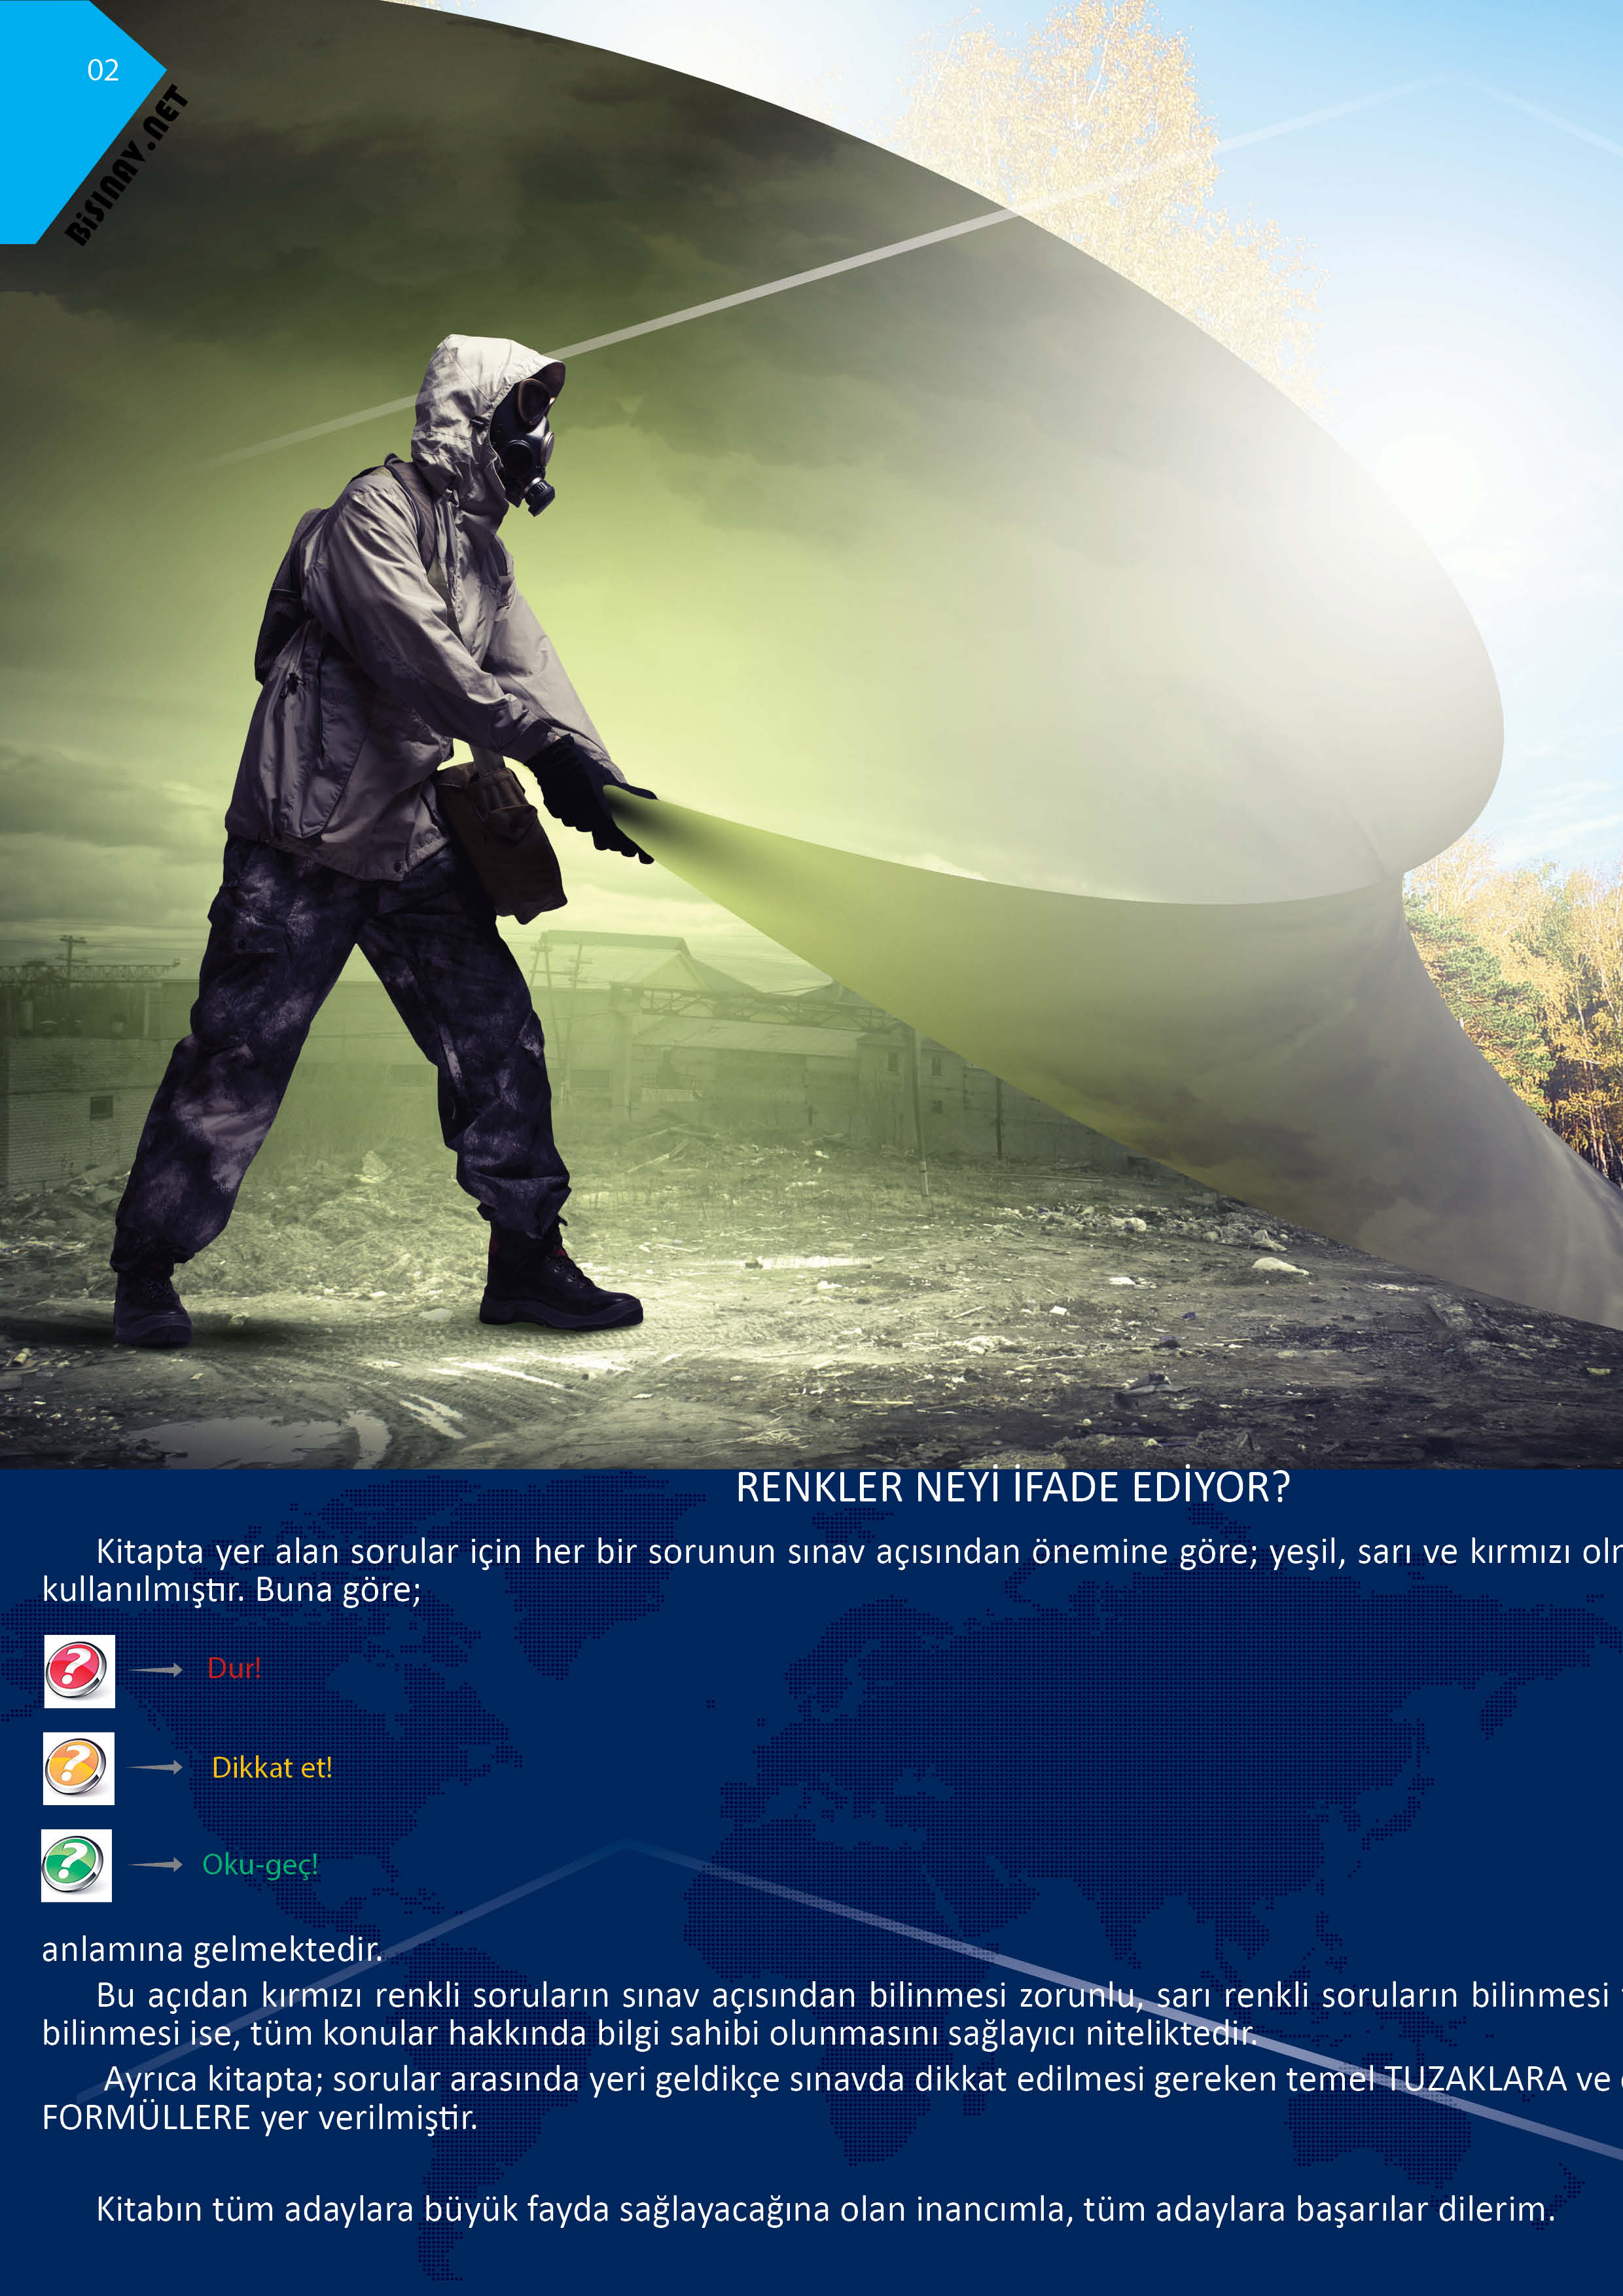 02
BiSINAV.NET
RENKLER NEYİ İFADE EDİYOR?
Kitapta yer alan sorular için her bir sorunun sınav açısından önemine göre; yeşil, sarı ve kırmızı
kullanılmıştır. Buna göre;
Dur!
Dikkat et!
Oku-geç!
anlamına gelmektedir.
Bu açıdan kırmızı renkli soruların sınav açısından bilinmesi zorunlu, sarı renkli soruların bilinmesi
bilinmesi ise, tüm konular hakkında bilgi sahibi olunmasını sağlayıcı niteliktedir.
Ayrıca kitapta; sorular arasında yeri geldikçe sınavda dikkat edilmesi gereken temel TUZAKLARA ve
FORMÜLLERE yer verilmiştir.
Kitabın tüm adaylara büyük fayda sağlayacağına olan inancımla, tüm adaylara başarılar dilerim.